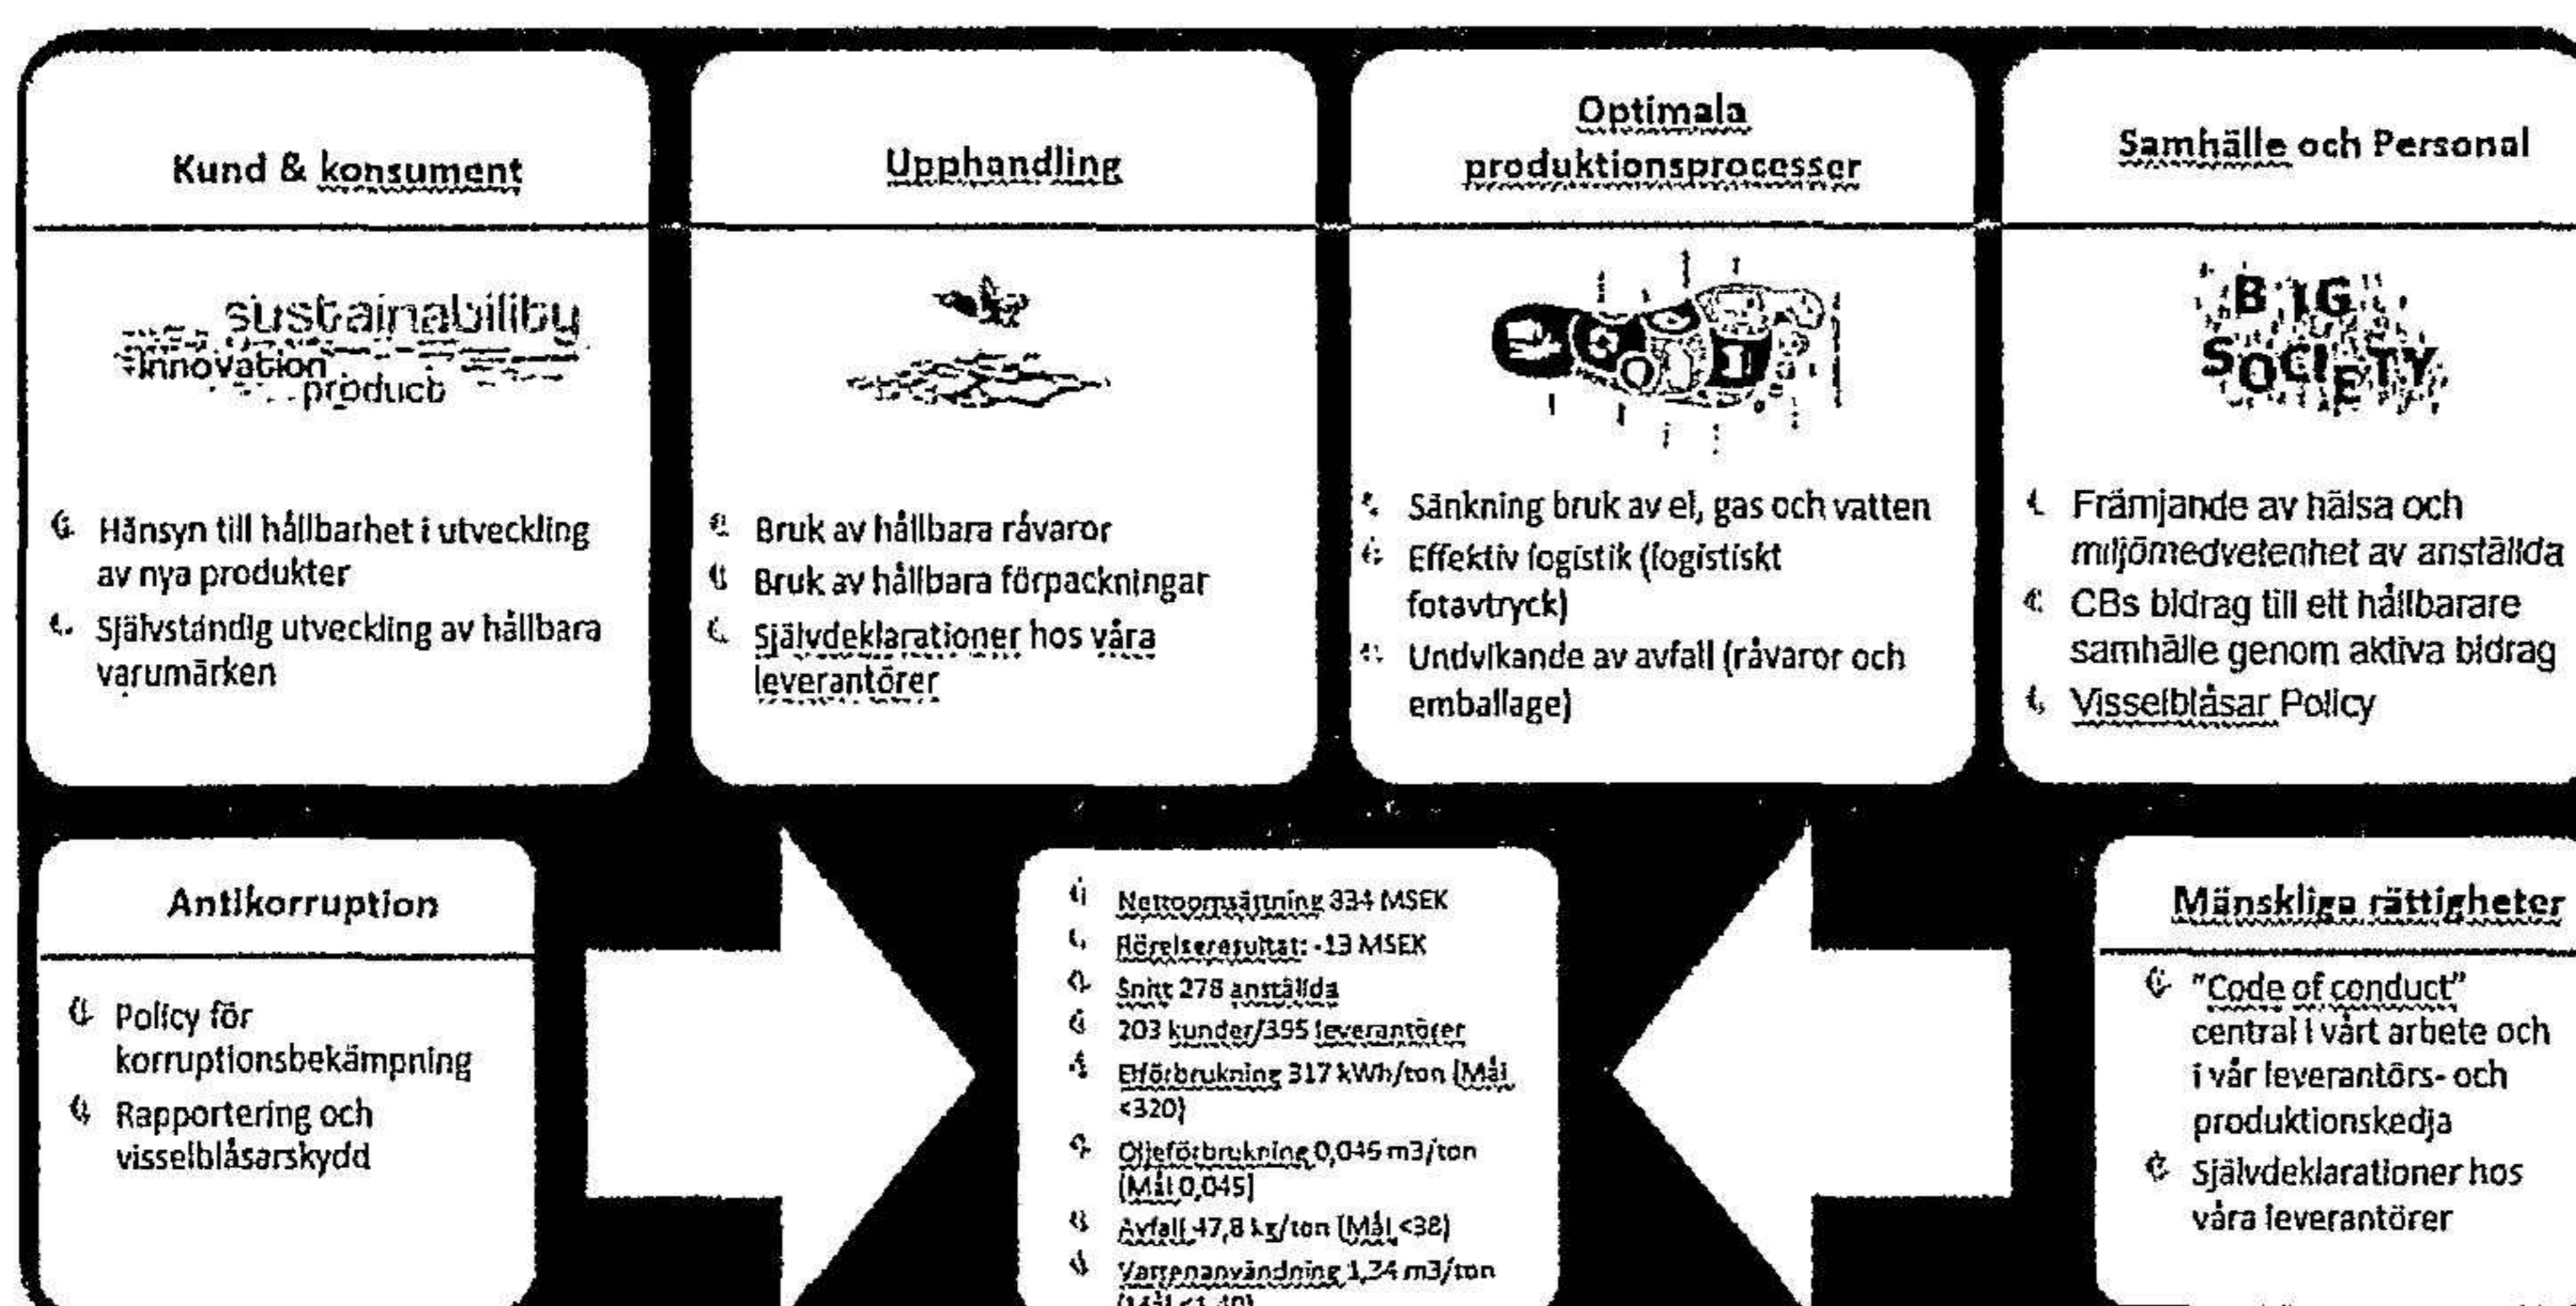 Kund & konsument
sustainability
Innovation
product
Hänsyn till hållbarhet i utveckling
av nya produkter
Självständig utveckling av hållbara
varumärken
Upphandling
Bruk av hållbara råvaror
Bruk av hållbara förpackningar
Självdeklarationer hos våra
leverantörer
Optimala
produktionsprocesser
Sänkning bruk av el, gas och vatten
Effektiv logistik (logistiskt
fotavtryck)
Undvikande av avfall (råvaror och
emballage)
Samhälle och Personal
BIG
SOCIETY
Främjande av hälsa och
miljömedvetenhet av anställda
CBs bidrag till ett hållbarare
samhälle genom aktiva bidrag
Visselblåsar Policy
Antikorruption
Policy för
korruptionsbekämpning
Rapportering och
visselblåsarskydd
Nettoomsättning 334 MSEK
Rörelseresultat: -13 MSEK
Snitt 278 anställda
203 kunder/395 leverantörer
Elförbrukning 317 kWh/ton (Mål
<320)
Oljeförbrukning m3/ton
(Mål 0,045)
Avfall 47,8 kg/ton (Mål <38)
Vattenanvändning m3/ton
Mänskliga rättigheter
"Code of conduct"
central i vårt arbete och
i vår leverantörs- och
produktionskedja
Självdeklarationer hos
våra leverantörer